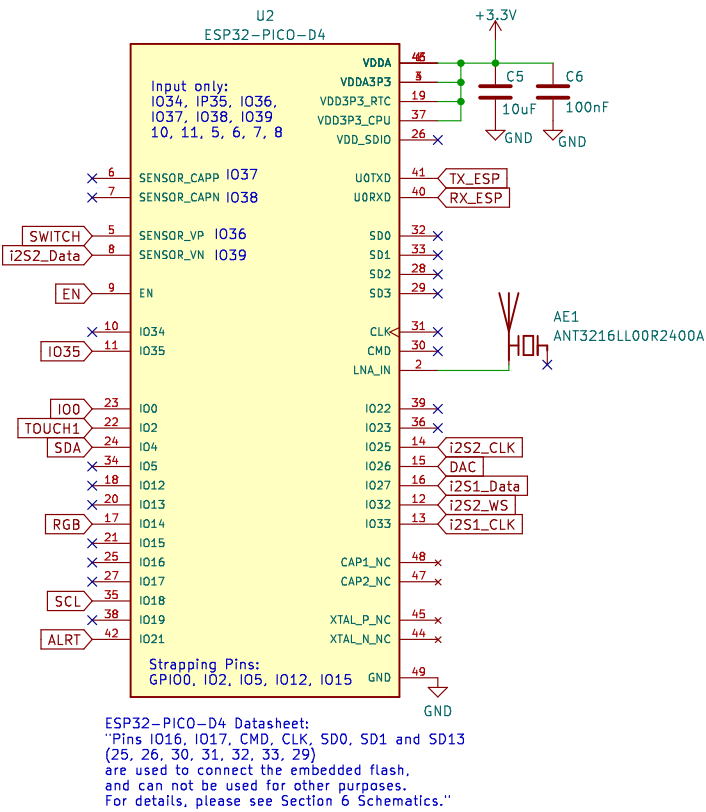 U2
ESP32-PICO-D4
+3.3V
Input only:
IO34, IP35, IO36,
IO37, IO38, IO39
10, 11, 5, 6, 7, 8
VDDA
VDDA3P3
VDD3P3_RTC 19
VDD3P3_CPU 37
VDD_SDIO 26
C5
10uF
GND
C6
100nF
GND
6 SENSOR_CAPP IO37
7 SENSOR_CAPN IO38
U0TXD 41 TX_ESP
U0RXD 40 RX_ESP
SWITCH 5 SENSOR_VP IO36
i2S2_Data 8 SENSOR_VN IO39
SD0 32
SD1 33
SD2 28
SD3 29
EN 9 EN
10 IO34
IO35 11 IO35
CLK 31
CMD 30
LNA_IN 2
AE1
ANT3216LL00R2400A
IO0 23 IO0
TOUCH1 22 IO2
SDA 24 IO4
34 IO5
18 IO12
20 IO13
RGB 17 IO14
21 IO15
25 IO16
27 IO17
SCL 35 IO18
38 IO19
ALRT 42 IO21
IO22 39
IO23 36
IO25 14 i2S2_CLK
IO26 15 DAC
IO27 16 i2S1_Data
IO32 12 i2S2_WS
IO33 13 i2S1_CLK
CAP1_NC 48
CAP2_NC 47
XTAL_P_NC 45
XTAL_N_NC 44
GND 49
GND
Strapping Pins:
GPIO0, IO2, IO5, IO12, IO15
ESP32-PICO-D4 Datasheet:
"Pins IO16, IO17, CMD, CLK, SD0, SD1 and SD13
(25, 26, 30, 31, 32, 33, 29)
are used to connect the embedded flash,
and can not be used for other purposes.
For details, please see Section 6 Schematics."